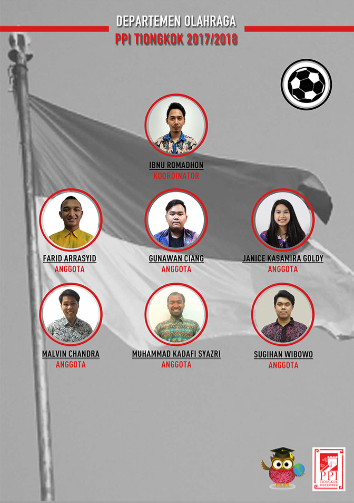 DEPARTEMEN OLAHRAGA
PPI TIONGKOK 2017/2018
IBNU ROMADHON
KOORDINATOR
FARID ARRASYID
ANGGOTA
GUNAWAN CIANG
ANGGOTA
JANICE KASAMIRA GOLDY
ANGGOTA
MALVIN CHANDRA
ANGGOTA
MUHAMMAD KADAFI SYAZRI
ANGGOTA
SUGIHAN WIBOWO
ANGGOTA
PPI